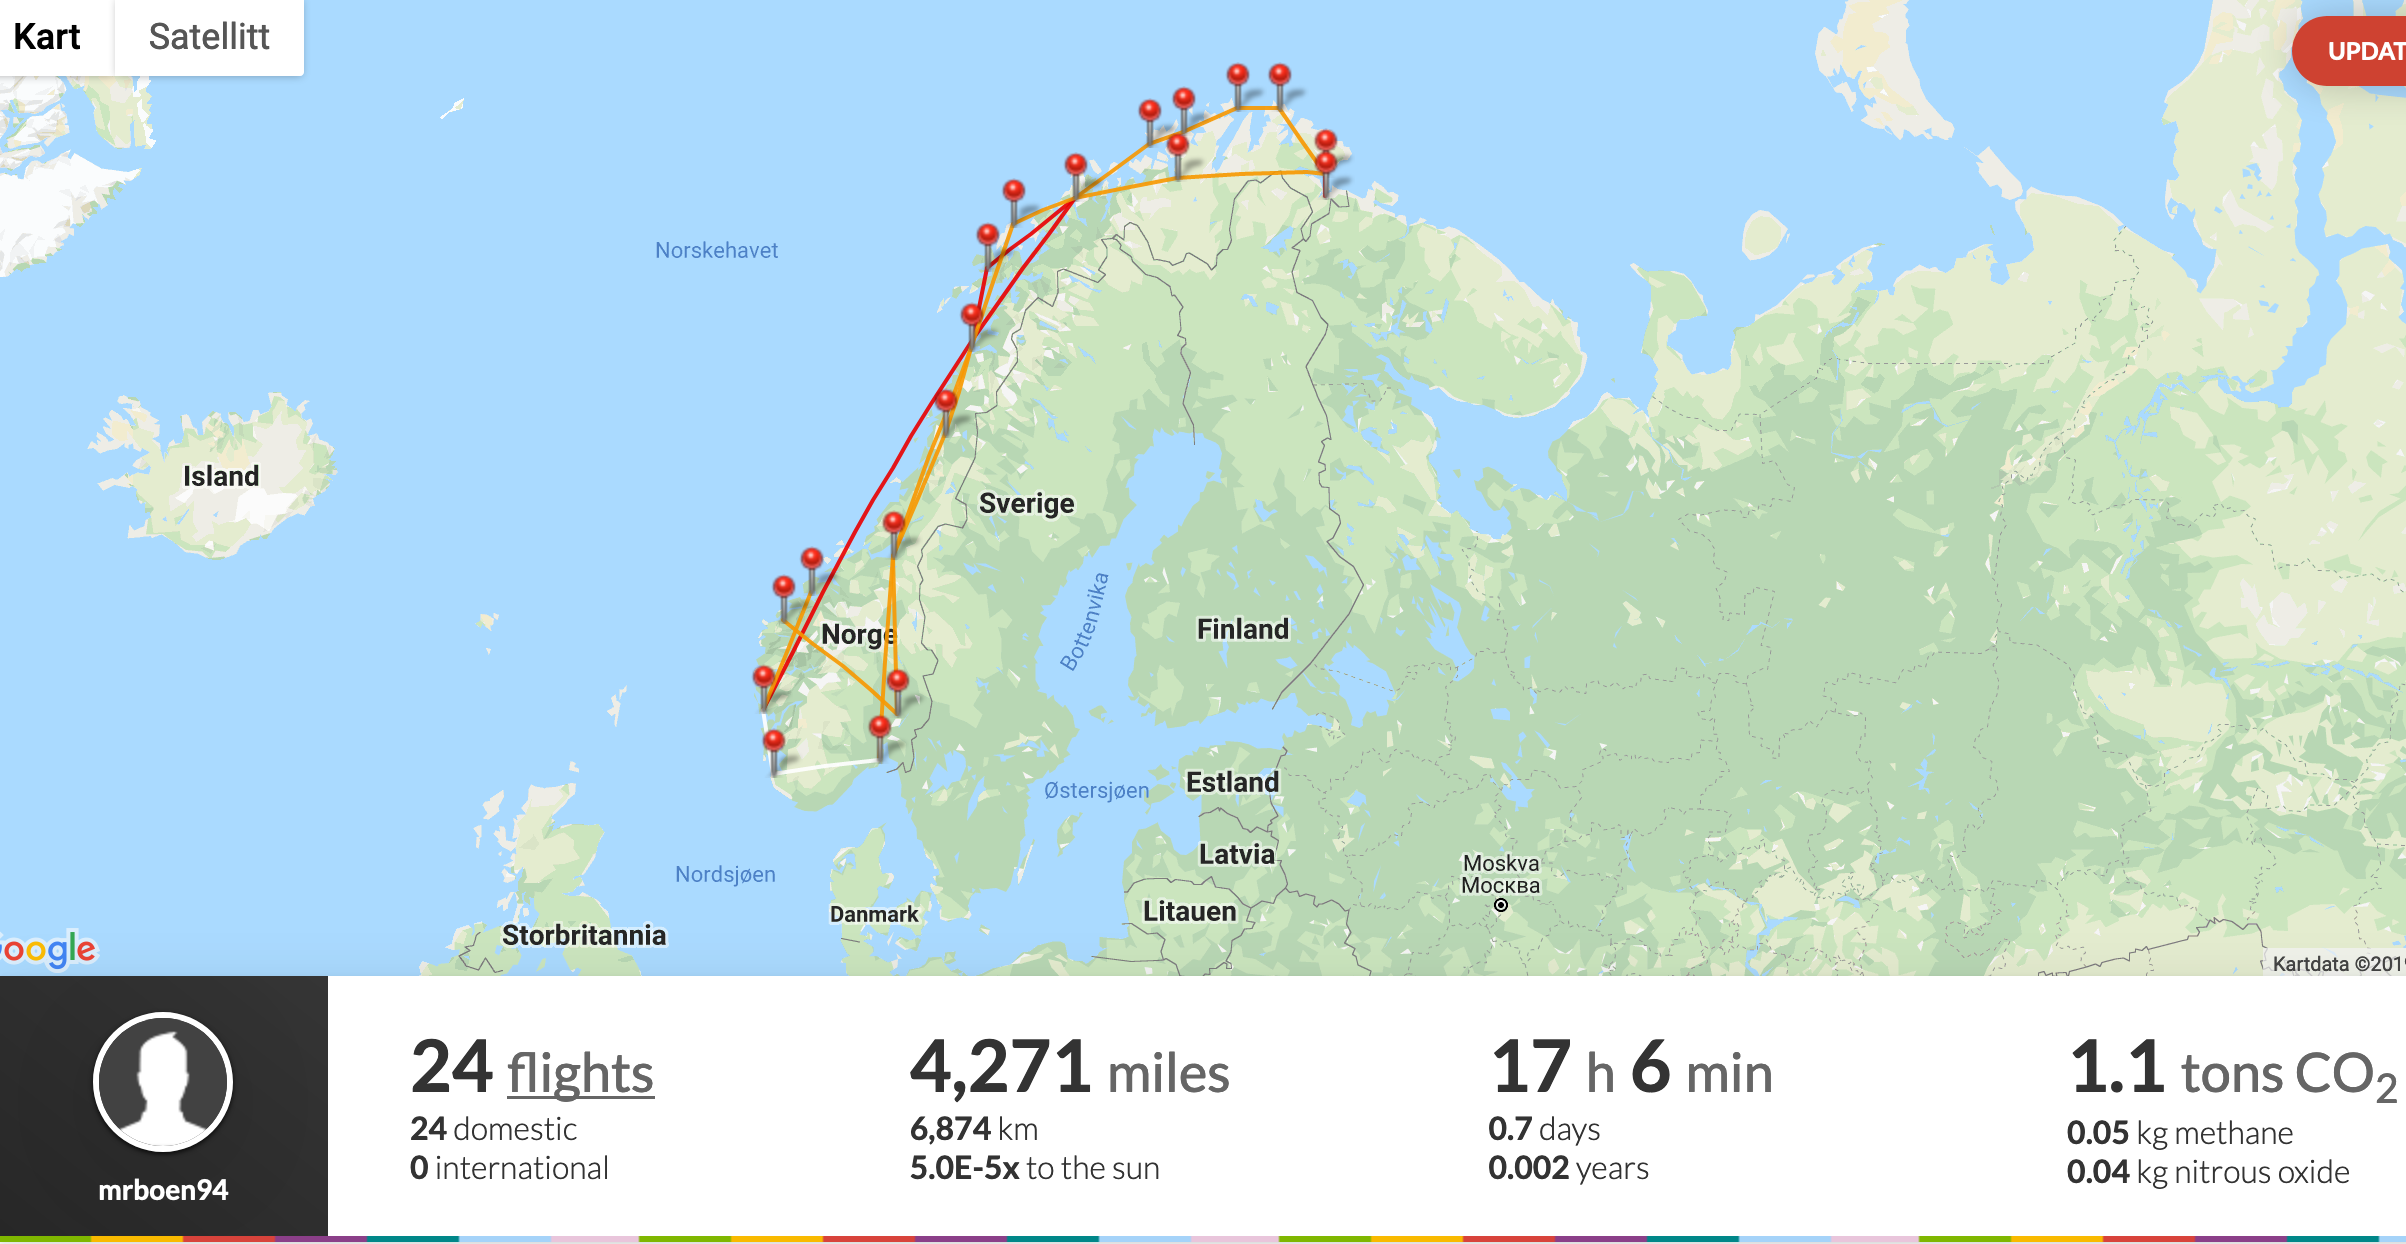 Kart
Satellitt
UPDAT
Norskehavet
Island
Sverige
Norge
Finland
Bottenvika
Estland
Østersjøen
Latvia
Moskva
Москва
Nordsjøen
Litauen
Danmark
Storbritannia
oogle
Kartdata ©201
24 flights
24 domestic
0 international
4,271 miles
6,874 km
5.0E-5x to the sun
17 h 6 min
0.7 days
0.002 years
1.1 tons CO2
0.05 kg methane
0.04 kg nitrous oxide
mrboen94